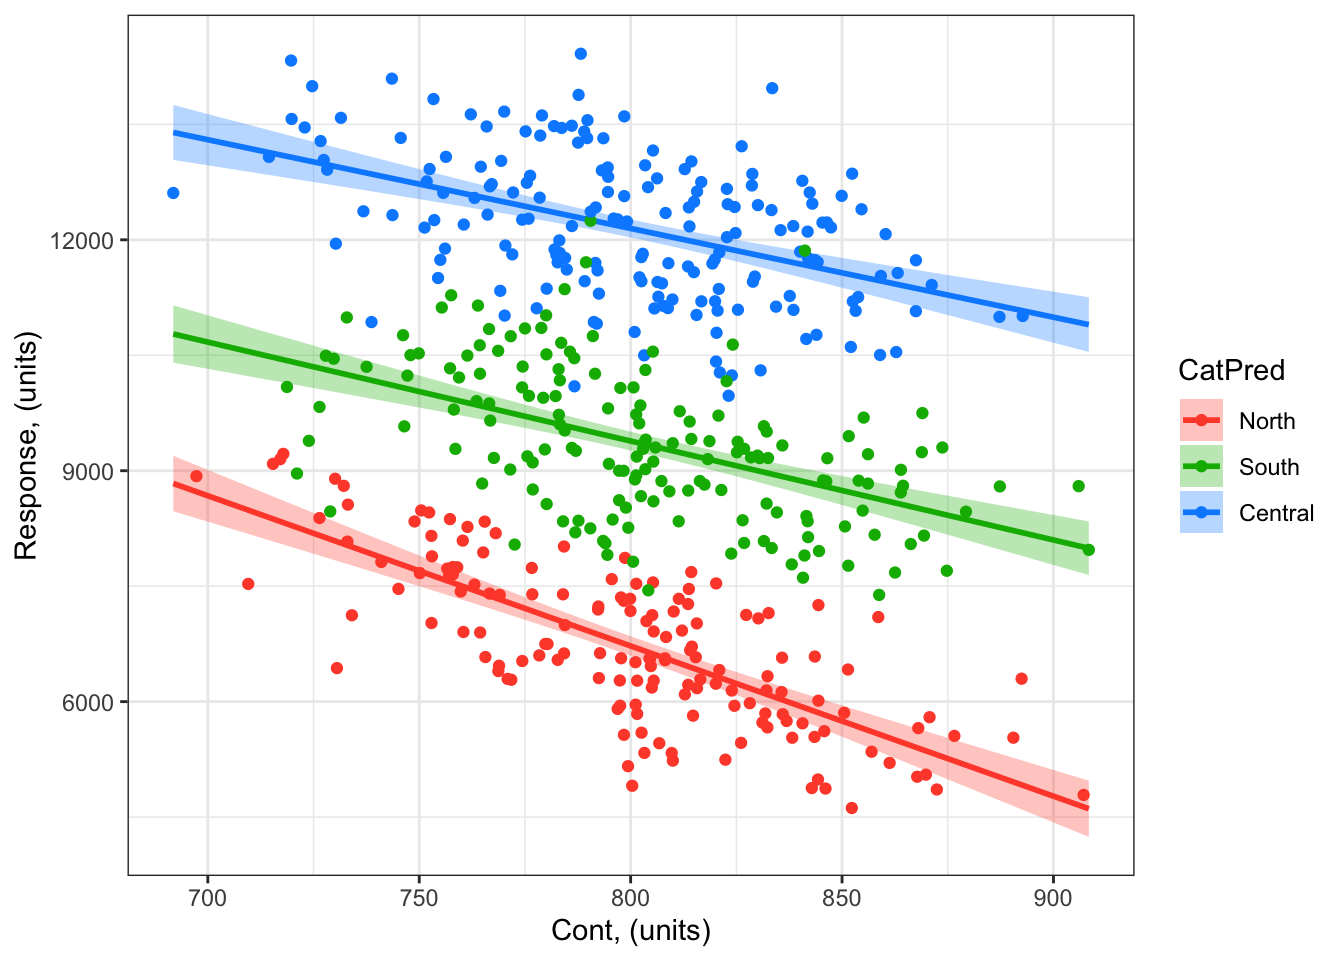 12000
9000
6000
Response, (units)
700 750 800 850 900
Cont, (units)
CatPred
North
South
Central